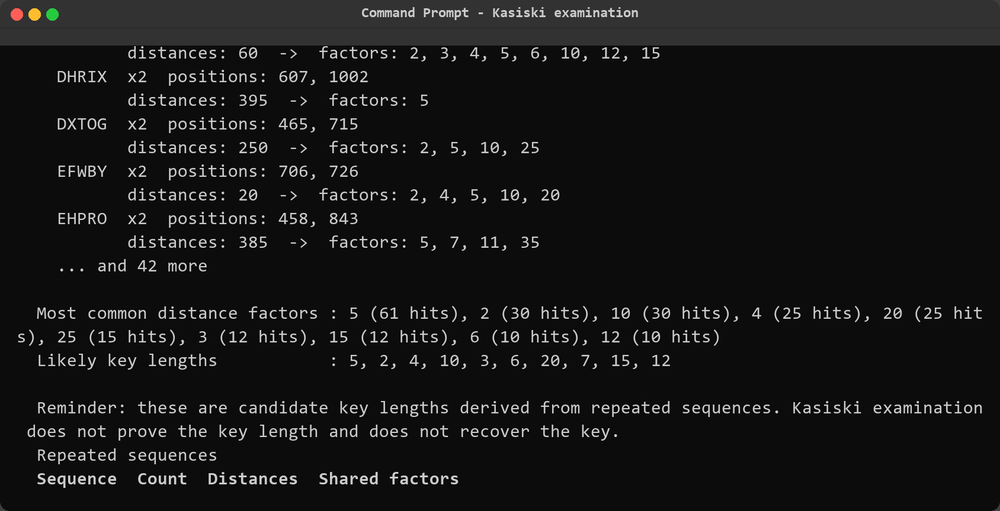 Command Prompt - Kasiski examination
distances: 60 -> factors: 2, 3, 4, 5, 6, 10, 12, 15
DHRIX x2 positions: 607, 1002
distances: 395 -> factors: 5
DXTOG x2 positions: 465, 715
distances: 250 -> factors: 2, 5, 10, 25
EFWBY x2 positions: 706, 726
distances: 20 -> factors: 2, 4, 5, 10, 20
EHPRO x2 positions: 458, 843
distances: 385 -> factors: 5, 7, 11, 35
... and 42 more
Most common distance factors : 5 (61 hits), 2 (30 hits), 10 (30 hits), 4 (25 hits), 20 (25 hit
s), 25 (15 hits), 3 (12 hits), 15 (12 hits), 6 (10 hits), 12 (10 hits)
Likely key lengths : 5, 2, 4, 10, 3, 6, 20, 7, 15, 12
Reminder: these are candidate key lengths derived from repeated sequences. Kasiski examination
does not prove the key length and does not recover the key.
Repeated sequences
Sequence Count Distances Shared factors